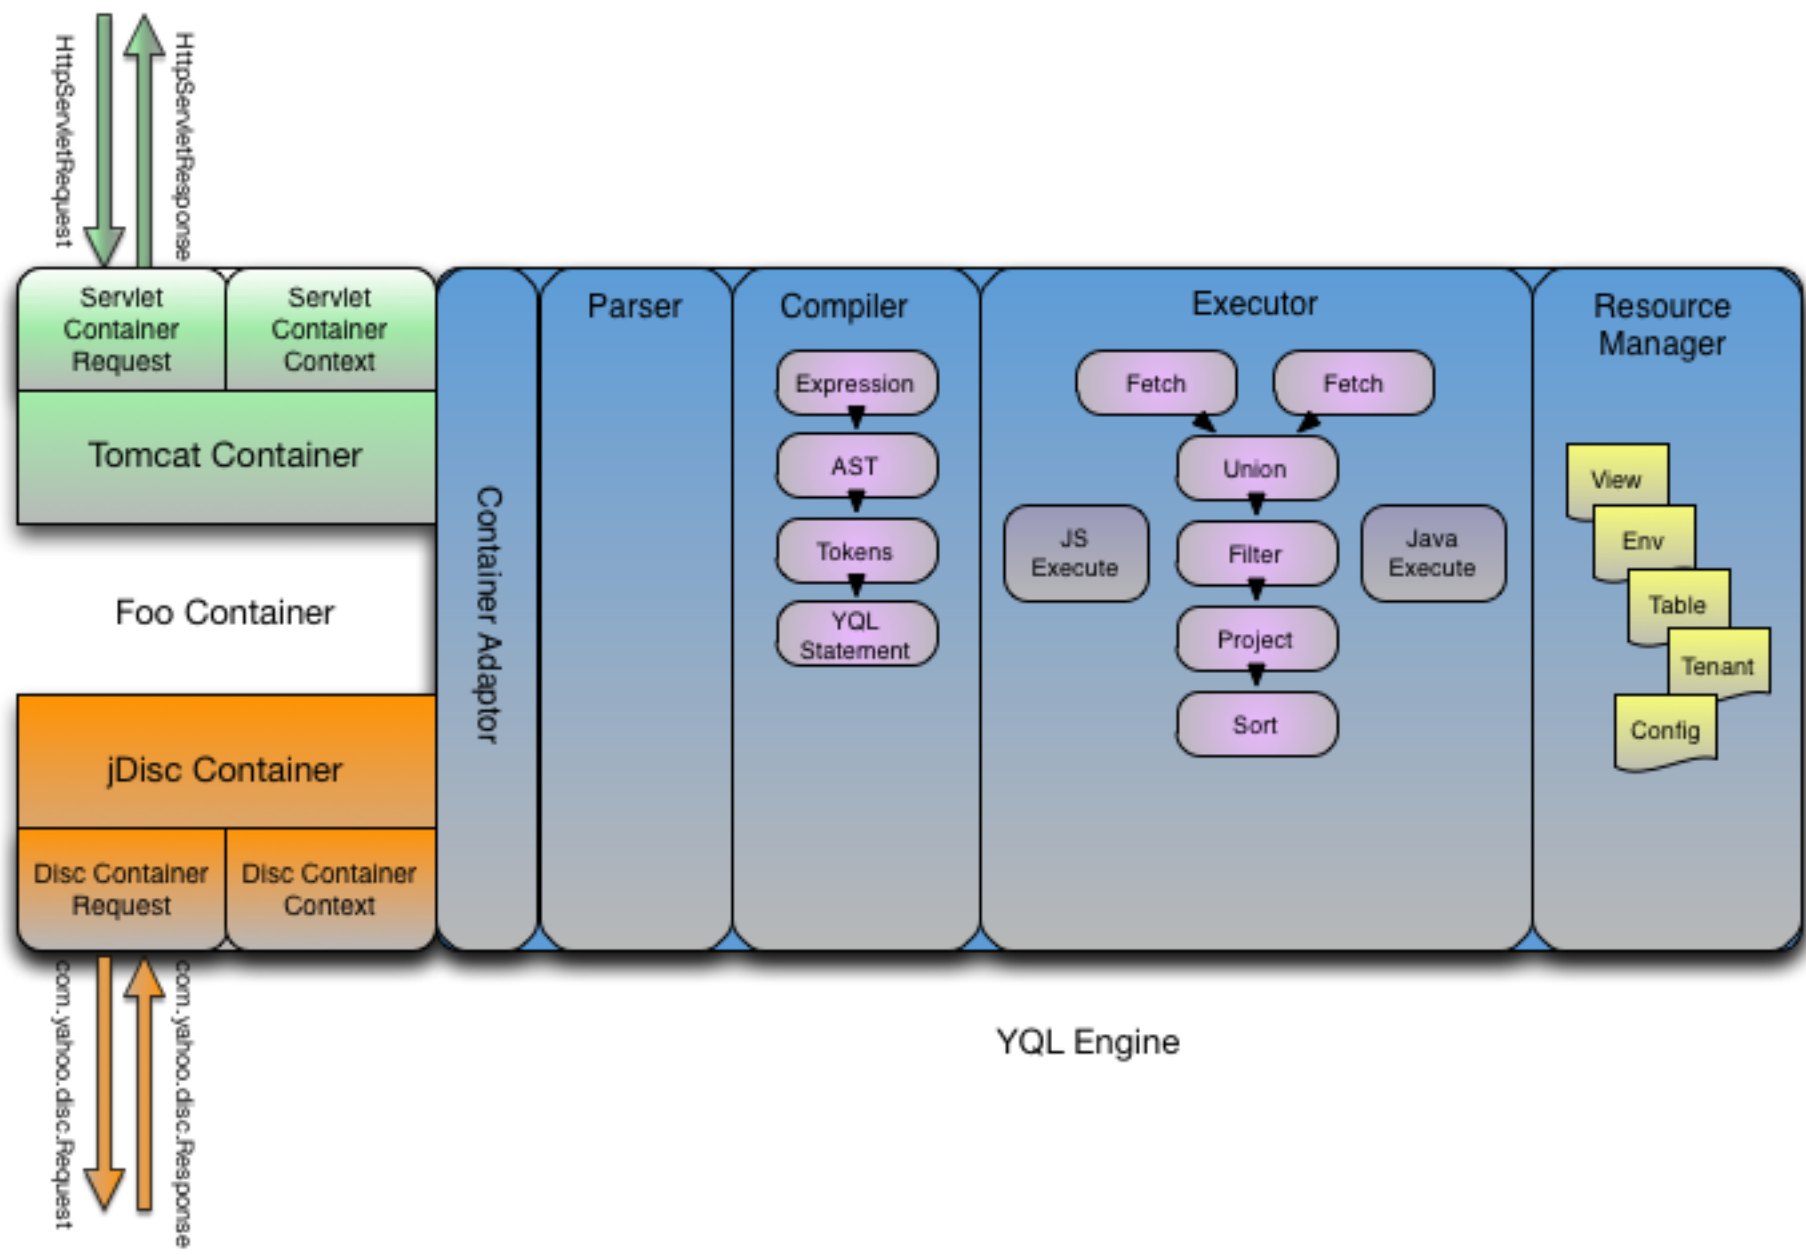 HttpServletRequest
HttpServletResponse
Servlet
Container
Request
Servlet
Container
Context
Tomcat Container
Foo Container
jDisc Container
Disc Container
Request
Disc Container
Context
com.yahoo.disc.Request
com.yahoo.disc.Response
Container Adaptor
Parser
Compiler
Expression
AST
Tokens
YQL
Statement
Executor
Fetch
Fetch
Union
JS
Execute
Filter
Java
Execute
Project
Sort
Resource
Manager
View
Env
Table
Tenant
Config
YQL Engine